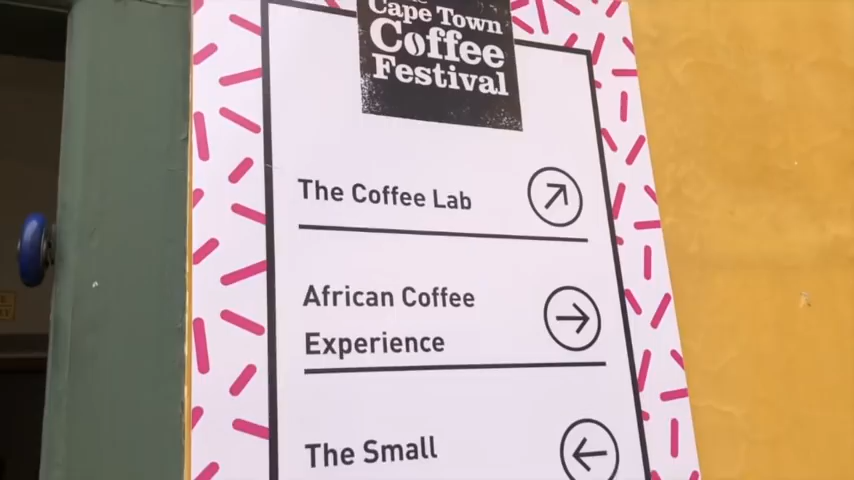 Cape Town
Coffee
Festival
The Coffee Lab
African Coffee
Experience
The Small